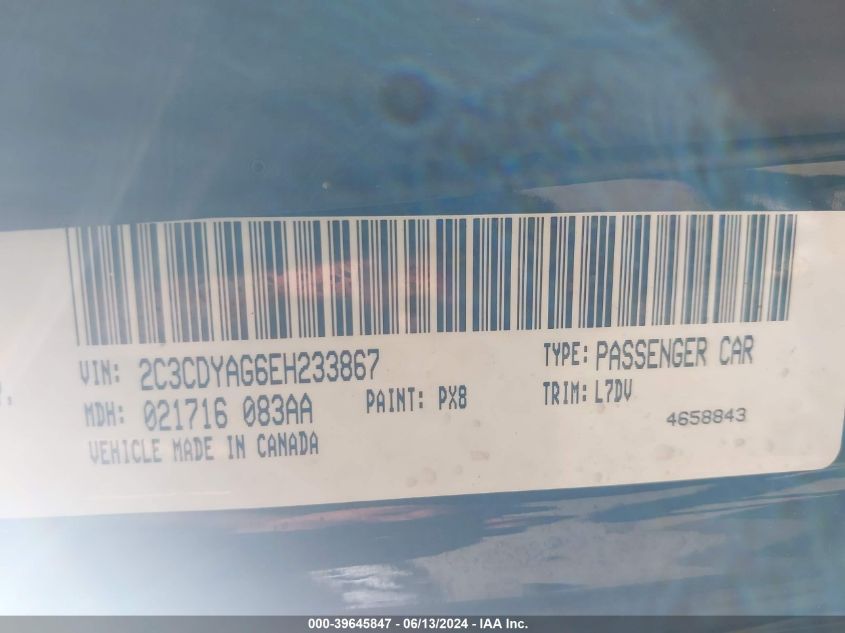 VIN: 2C3CDYAG6EH233867 TYPE: PASSENGER CAR
MDH: 021716 083AA PAINT: PX8 TRIM: L7DV
VEHICLE MADE IN CANADA 4658843
000-39645847 - 06/13/2024 - IAA Inc.